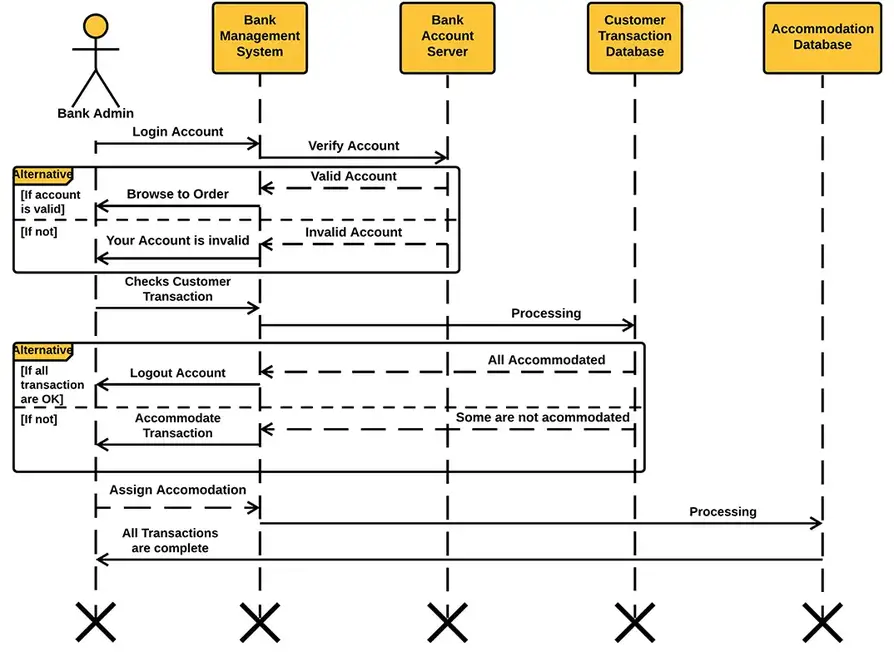 Bank
Management
System
Bank
Account
Server
Customer
Transaction
Database
Accommodation
Database
Bank Admin
Login Account
Verify Account
Alternative
Valid Account
[If account
is valid]
Browse to Order
[If not]
Invalid Account
Your Account is invalid
Checks Customer
Transaction
Processing
Alternative
All Accommodated
[If all
transaction
are OK]
Logout Account
[If not]
Some are not acommodated
Accommodate
Transaction
Assign Accomodation
Processing
All Transactions
are complete